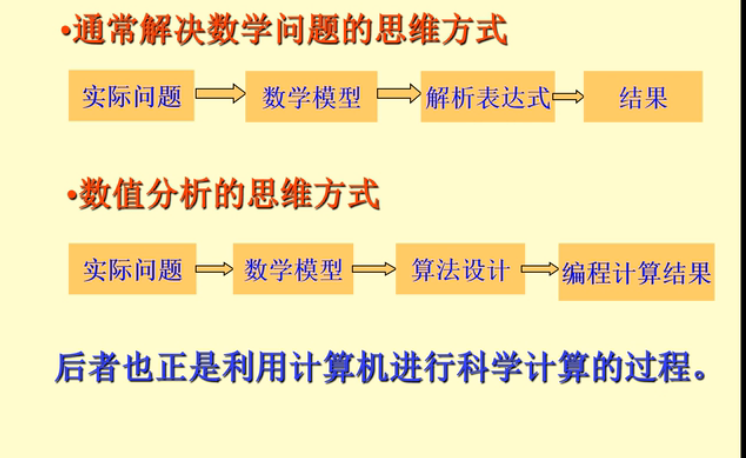 •通常解决数学问题的思维方式
实际问题 数学模型 解析表达式 结果
•数值分析的思维方式
实际问题 数学模型 算法设计 编程计算结果
后者也正是利用计算机进行科学计算的过程。